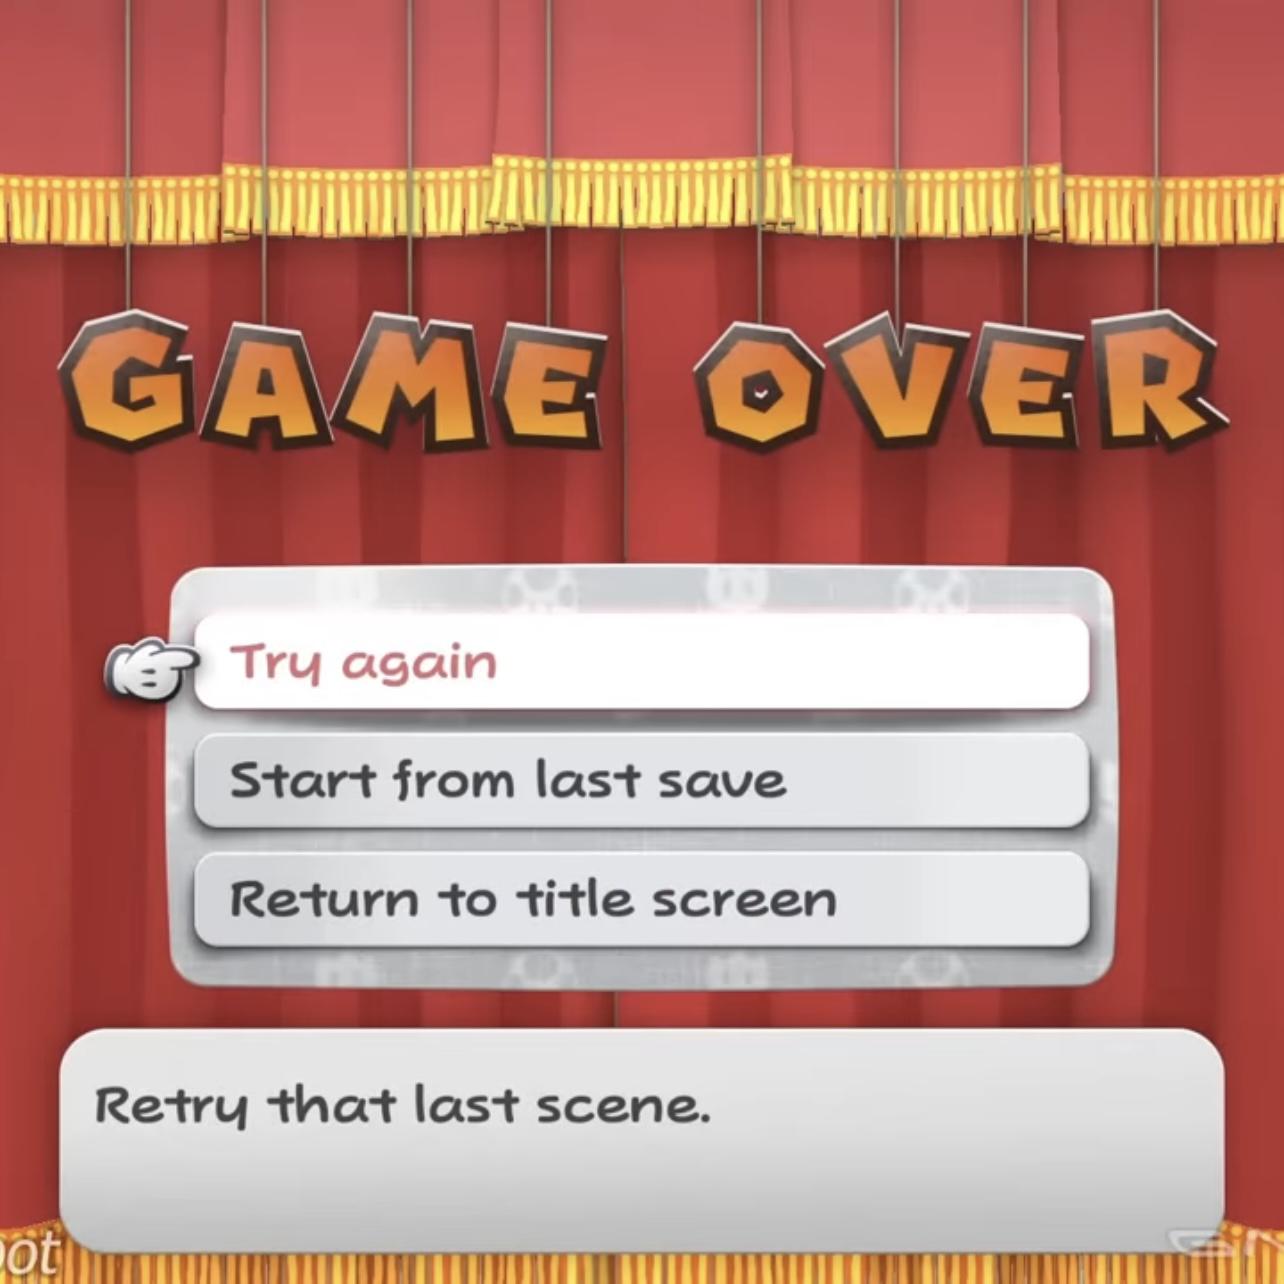 GAME OVER
Try again
Start from last save
Return to title screen
Retry that last scene.